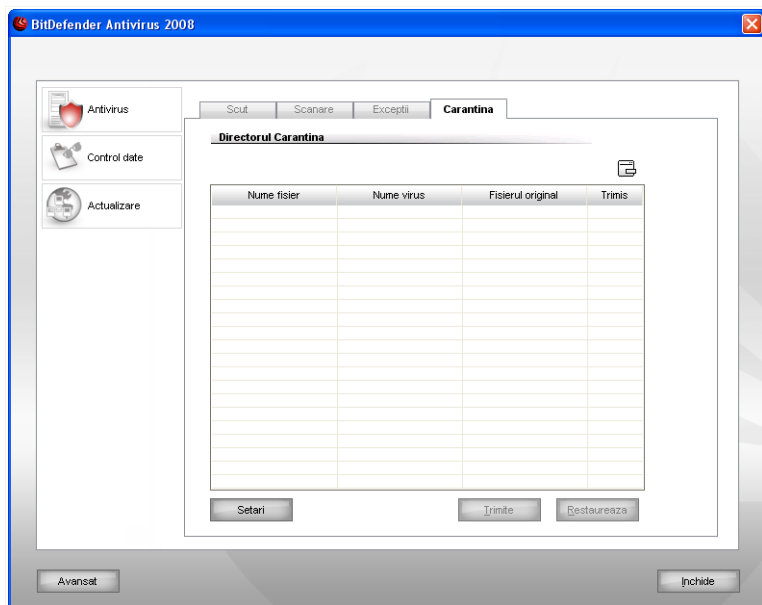 BitDefender Antivirus 2008
Antivirus
Control date
Actualizare
Scut Scanare Exceptii Carantina
Directorul Carantina
Nume fisier Nume virus Fisierul original Trimis
Setari Trimite Restaureaza
Avansat Inchide